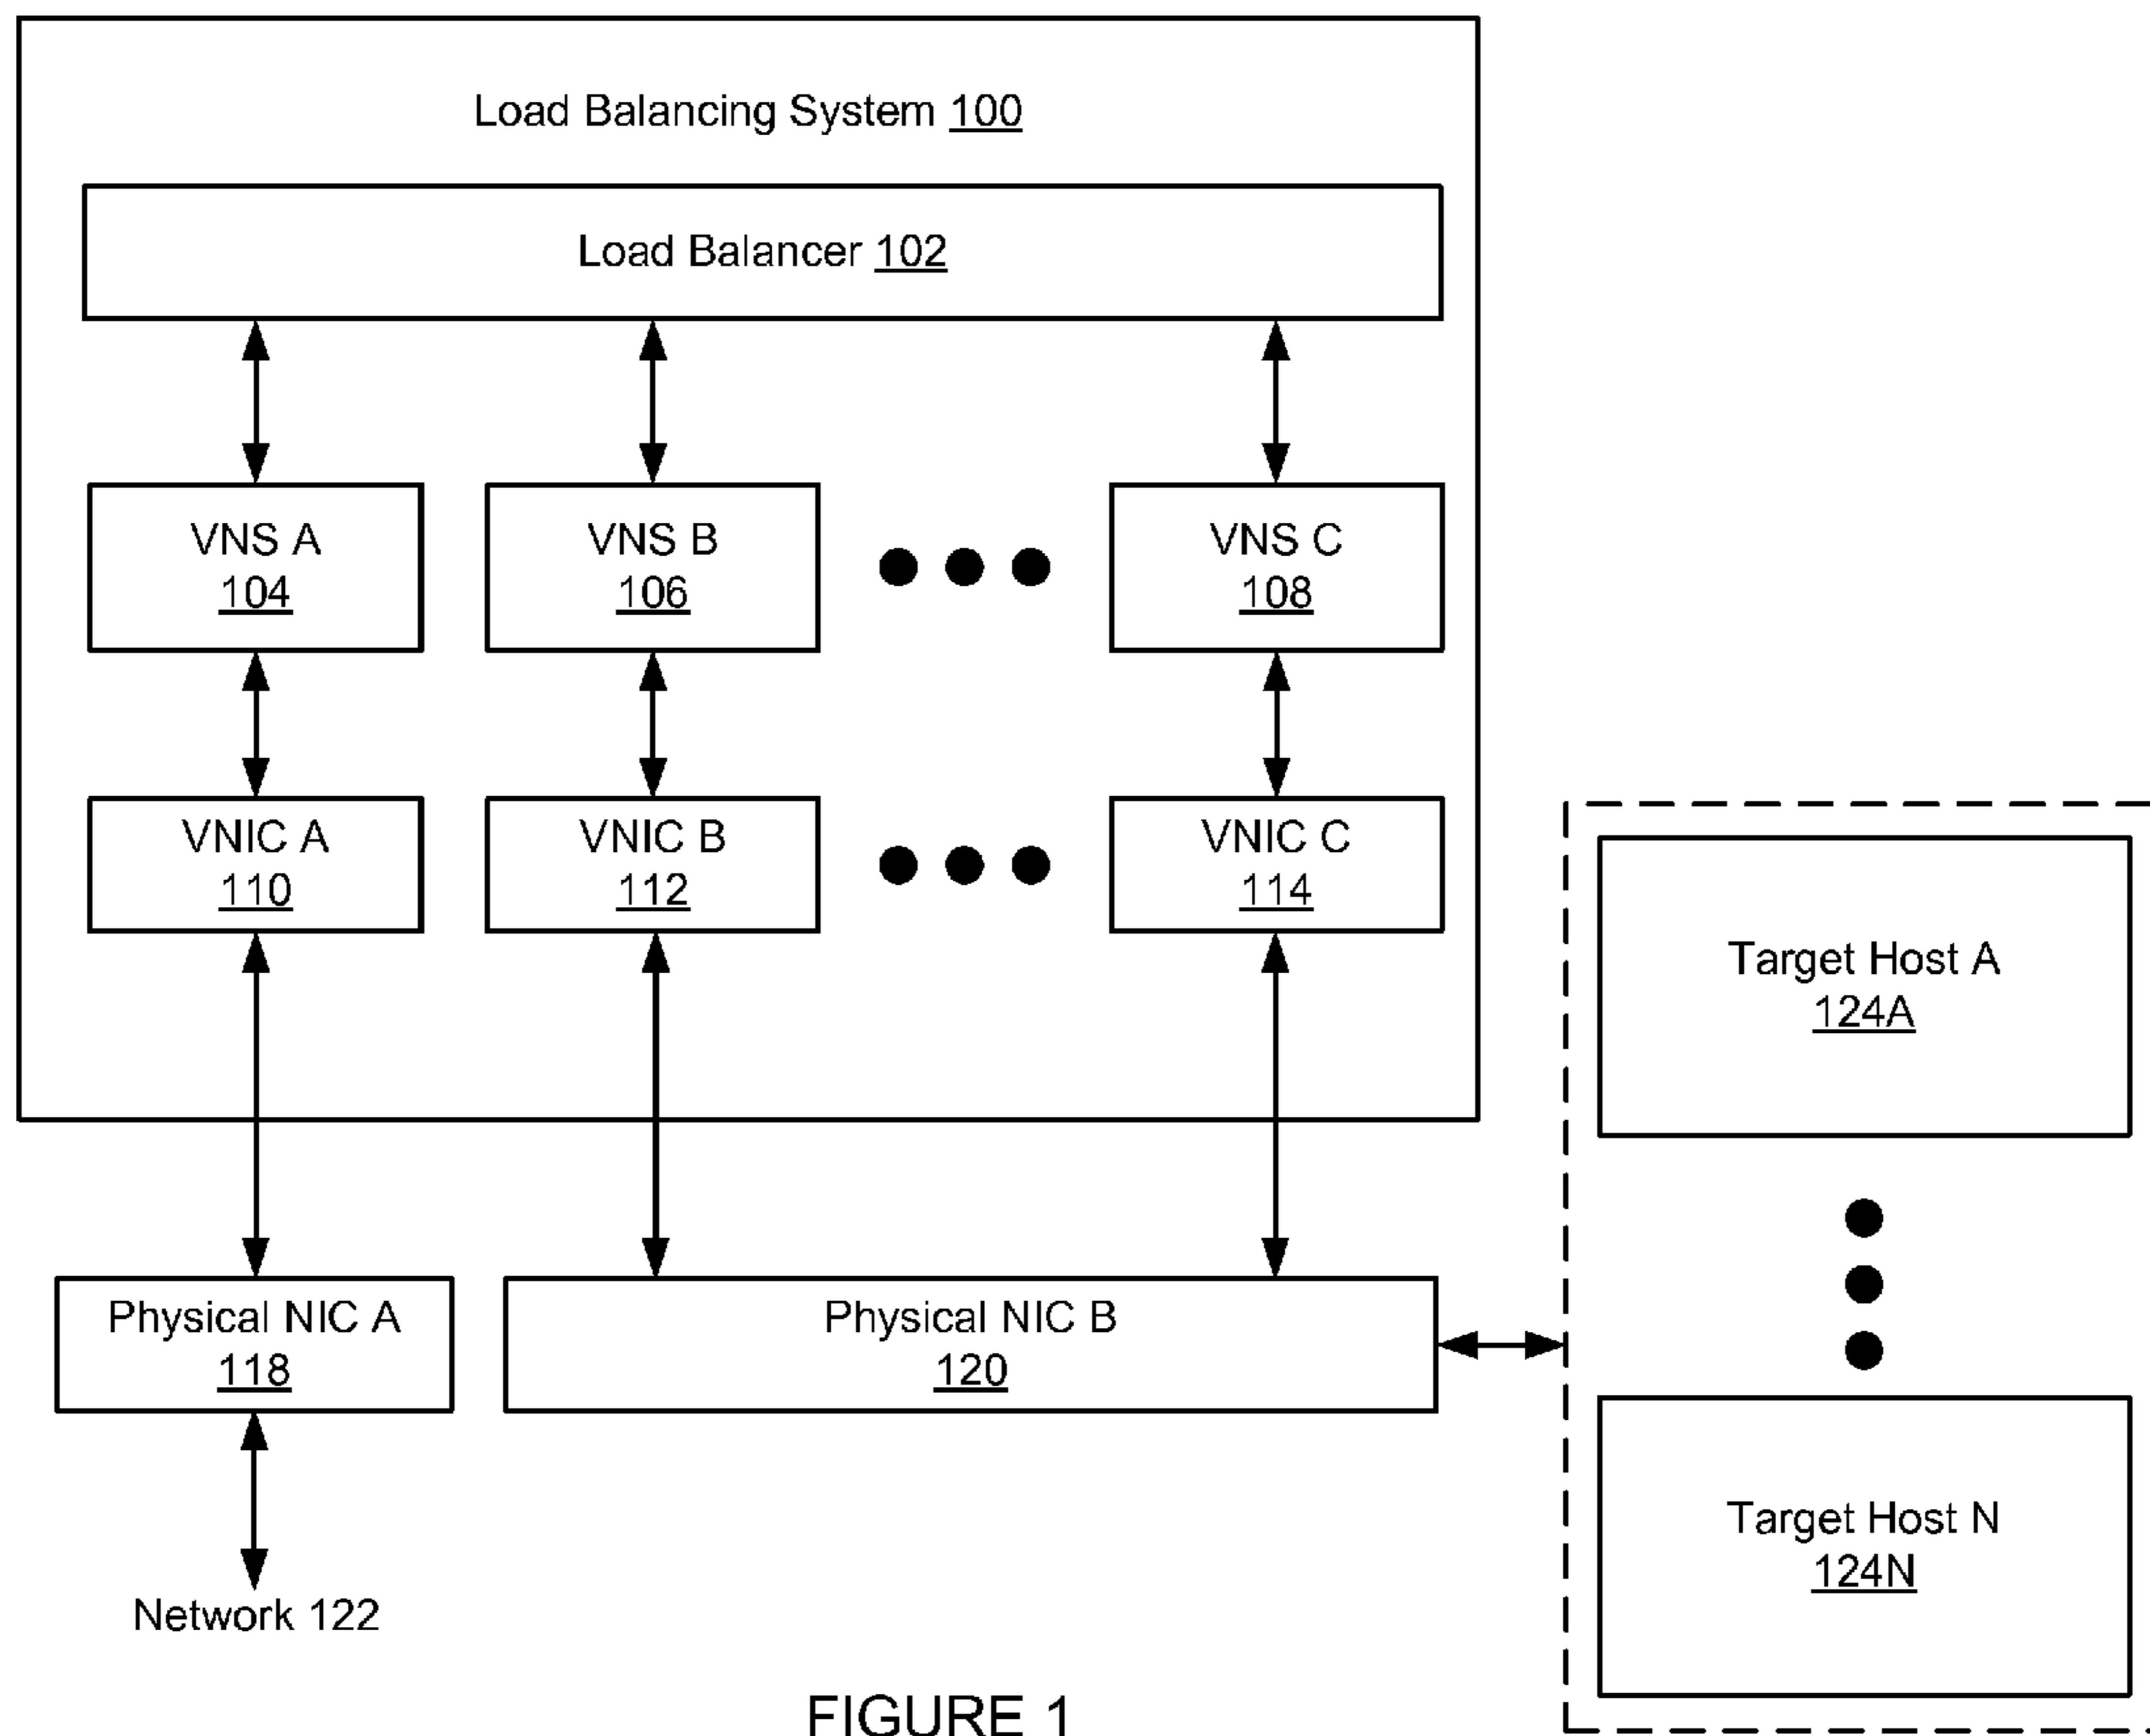 Load Balancing System 100
Load Balancer 102
VNS A
104
VNS B
106
VNS C
108
VNIC A
110
VNIC B
112
VNIC C
114
Target Host A
124A
Physical NIC A
118
Physical NIC B
120
Target Host N
124N
Network 122
FIGURE 1